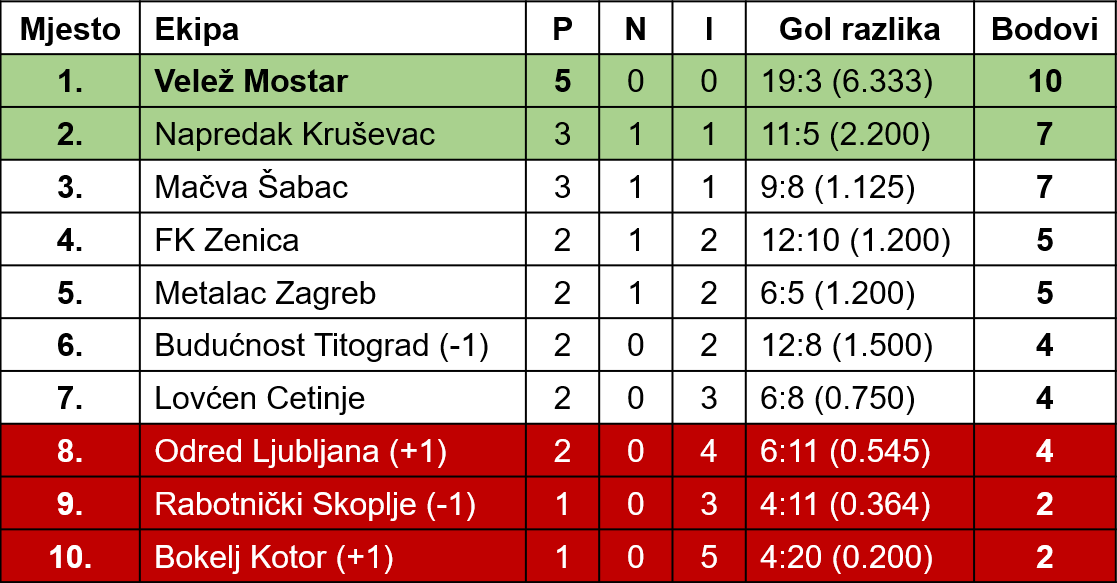 Mjesto Ekipa P N I Gol razlika Bodovi
1. Velež Mostar 5 0 0 19:3 (6.333) 10
2. Napredak Kruševac 3 1 1 11:5 (2.200) 7
3. Mačva Šabac 3 1 1 9:8 (1.125) 7
4. FK Zenica 2 1 2 12:10 (1.200) 5
5. Metalac Zagreb 2 1 2 6:5 (1.200) 5
6. Budućnost Titograd (-1) 2 0 2 12:8 (1.500) 4
7. Lovćen Cetinje 2 0 3 6:8 (0.750) 4
8. Odred Ljubljana (+1) 2 0 4 6:11 (0.545) 4
9. Rabotnički Skoplje (-1) 1 0 3 4:11 (0.364) 2
10. Bokelj Kotor (+1) 1 0 5 4:20 (0.200) 2